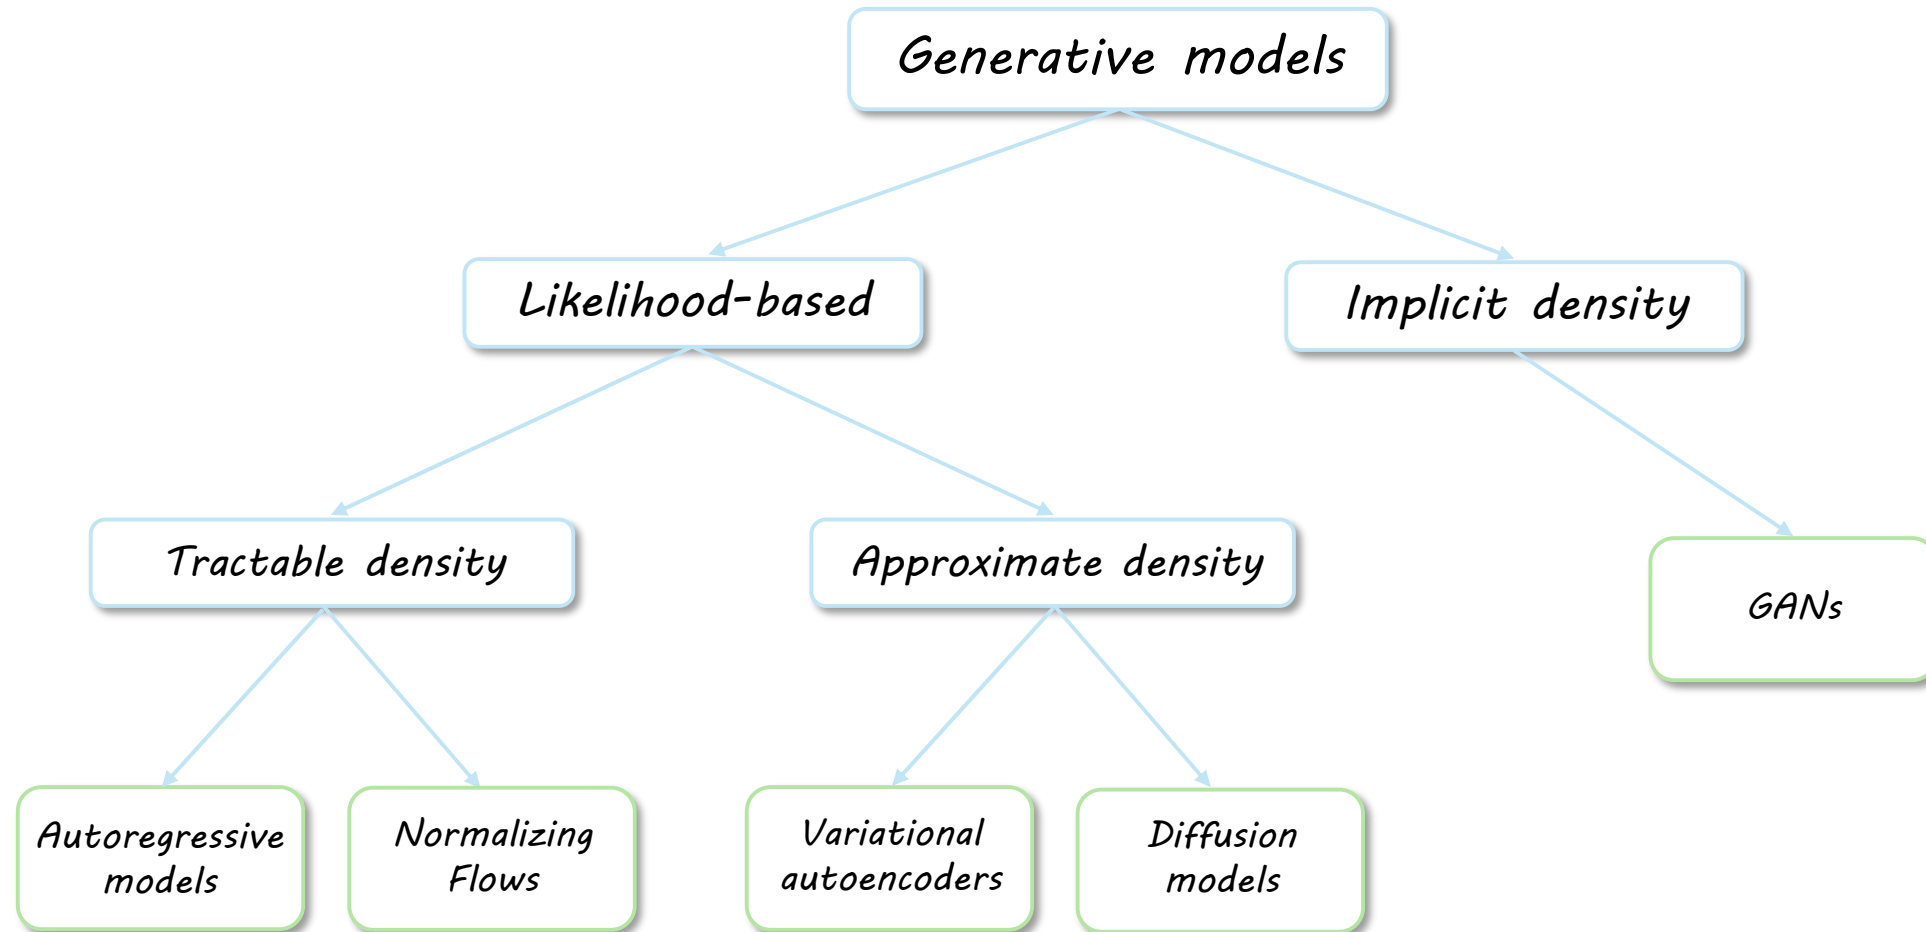 Generative models
Likelihood-based
Implicit density
Tractable density
Approximate density
GANs
Autoregressive
models
Normalizing
Flows
Variational
autoencoders
Diffusion
models